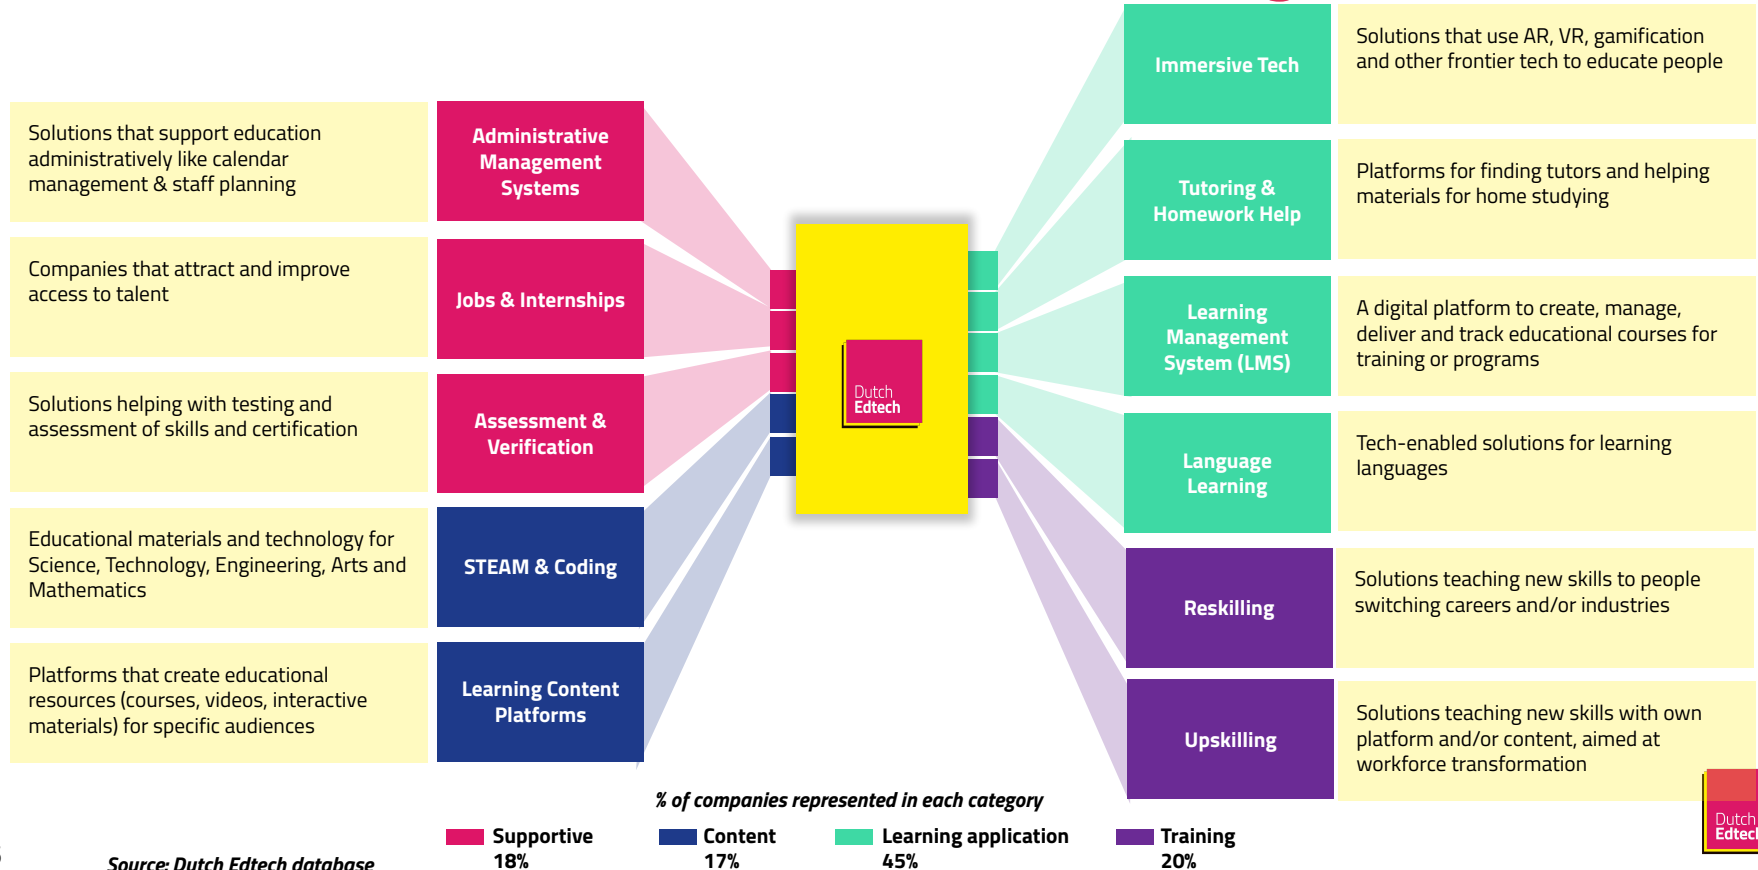 Solutions that support education
administratively like calendar
management & staff planning
Administrative
Management
Systems
Companies that attract and improve
access to talent
Jobs & Internships
Solutions helping with testing and
assessment of skills and certification
Assessment &
Verification
Educational materials and technology for
Science, Technology, Engineering, Arts and
Mathematics
STEAM & Coding
Platforms that create educational
resources (courses, videos, interactive
materials) for specific audiences
Learning Content
Platforms
Dutch
Edtech
Immersive Tech
Solutions that use AR, VR, gamification
and other frontier tech to educate people
Tutoring &
Homework Help
Platforms for finding tutors and helping
materials for home studying
Learning
Management
System (LMS)
A digital platform to create, manage,
deliver and track educational courses for
training or programs
Language
Learning
Tech-enabled solutions for learning
languages
Reskilling
Solutions teaching new skills to people
switching careers and/or industries
Upskilling
Solutions teaching new skills with own
platform and/or content, aimed at
workforce transformation
% of companies represented in each category
Supportive
18%
Content
17%
Learning application
45%
Training
20%
Source: Dutch Edtech database
Dutch
Edtech